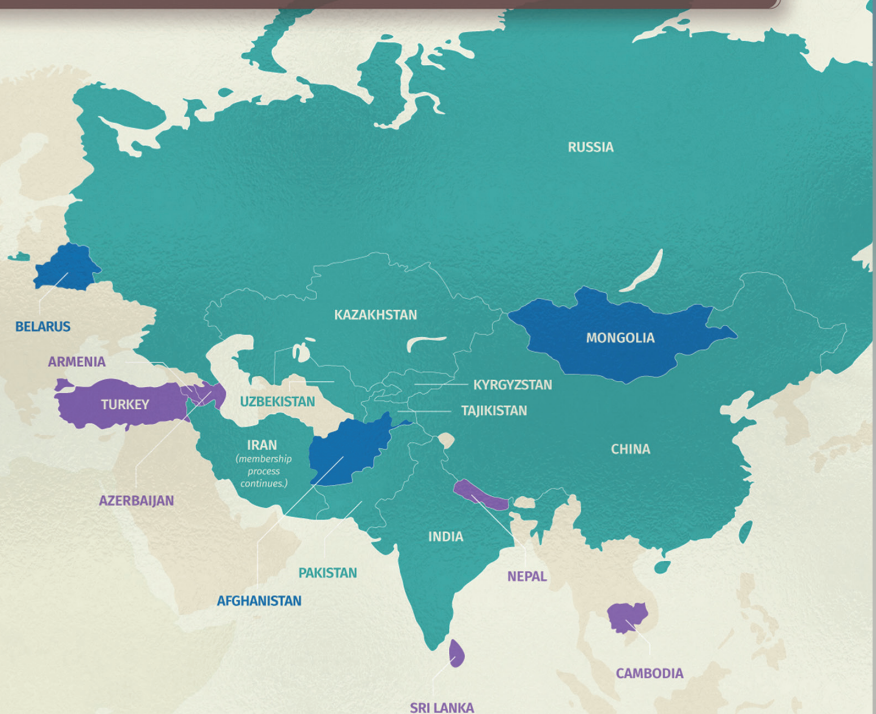 RUSSIA
BELARUS
KAZAKHSTAN
MONGOLIA
ARMENIA
KYRGYZSTAN
TURKEY
UZBEKISTAN
TAJIKISTAN
IRAN
(membership
process
continues.)
CHINA
AZERBAIJAN
INDIA
PAKISTAN
NEPAL
AFGHANISTAN
CAMBODIA
SRI LANKA